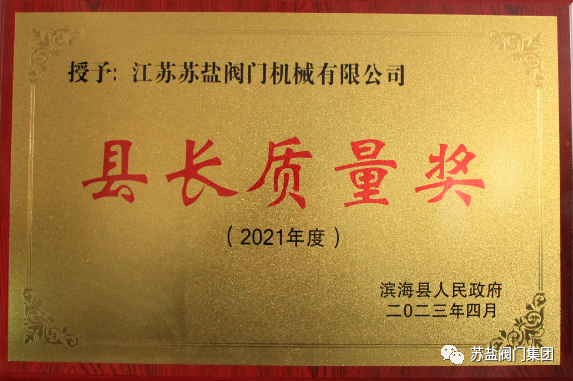 授予:江苏苏盐阀门机械有限公司
县长质量奖
(2021年度)
滨海县人民政府
二〇二三年四月
苏盐阀门集团